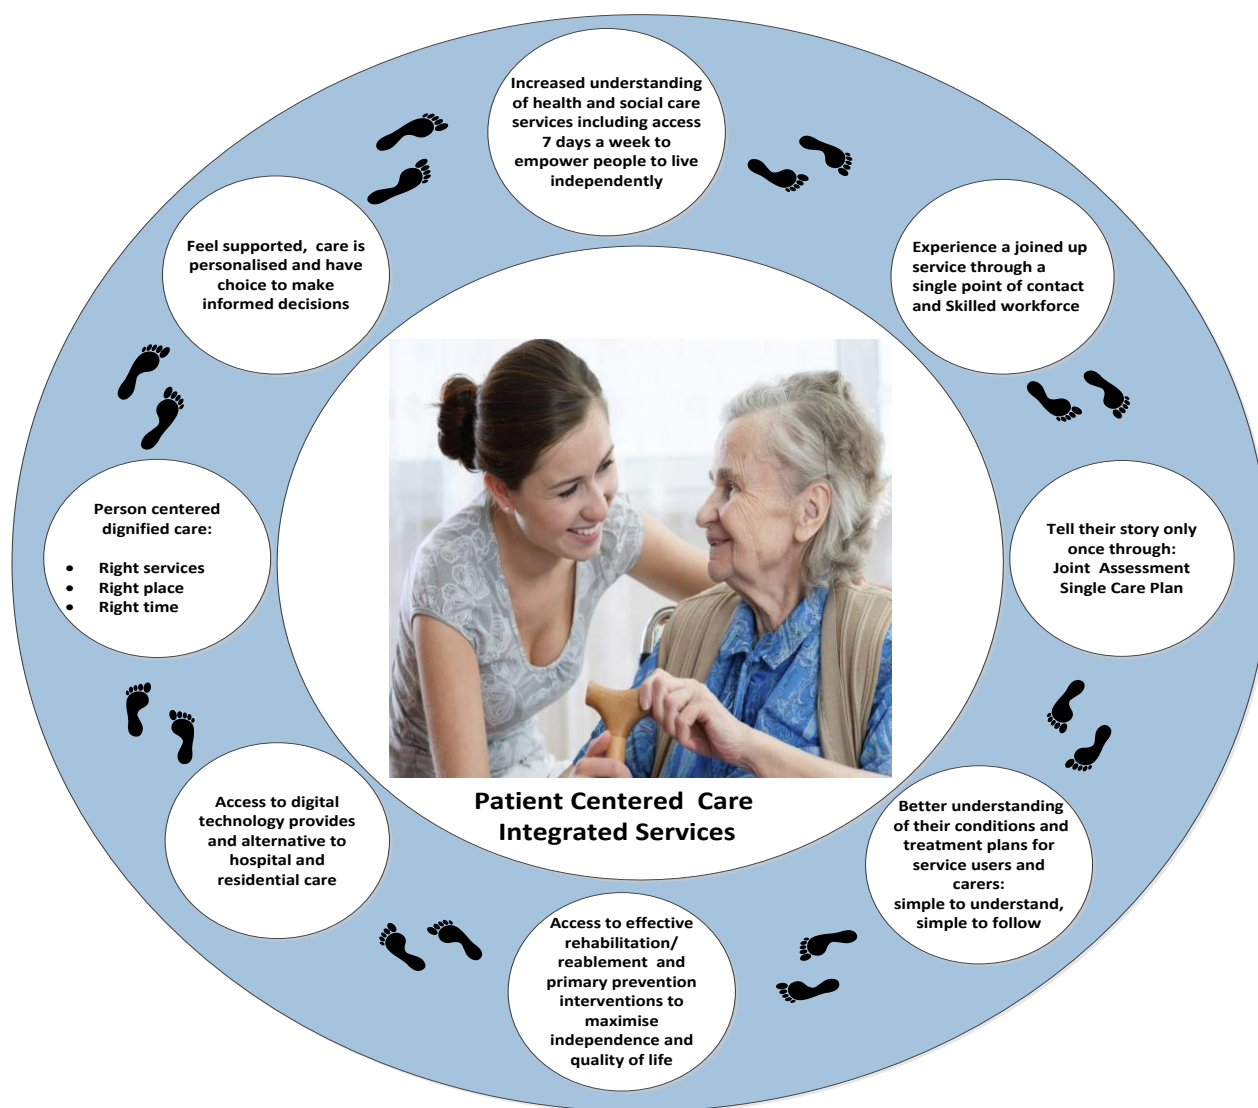 Increased understanding
of health and social care
services including access
7 days a week to
empower people to live
independently
Experience a joined up
service through a
single point of contact
and Skilled workforce
Tell their story only
once through:
Joint Assessment
Single Care Plan
Better understanding
of their conditions and
treatment plans for
service users and
carers:
simple to understand,
simple to follow
Access to effective
rehabilitation/
reablement and
primary prevention
interventions to
maximise
independence and
quality of life
Access to digital
technology provides
and alternative to
hospital and
residential care
Person centered
dignified care:
• Right services
• Right place
• Right time
Feel supported, care is
personalised and have
choice to make
informed decisions
Patient Centered Care
Integrated Services